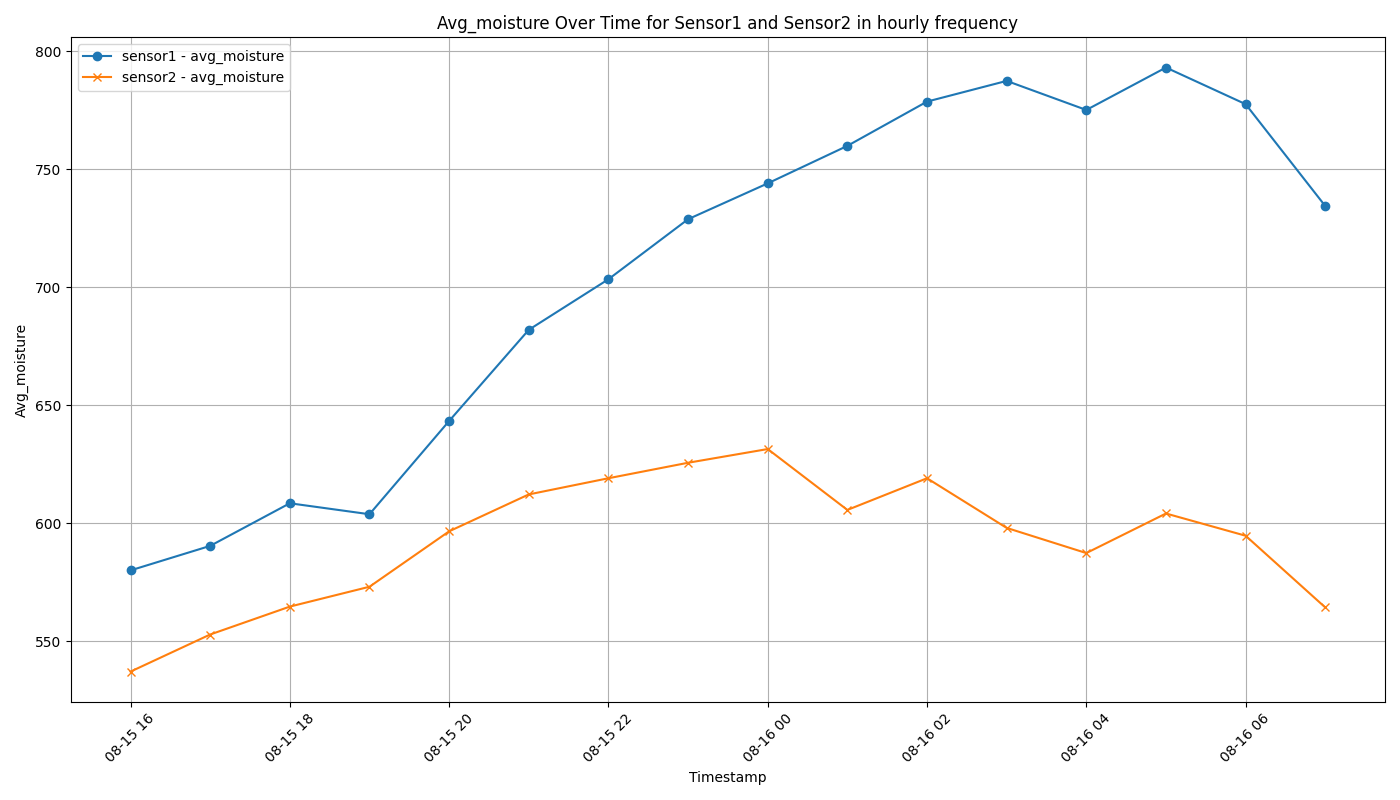 Avg_moisture Over Time for Sensor1 and Sensor2 in hourly frequency
sensor1 - avg_moisture
sensor2 - avg_moisture
800
750
700
650
600
550
Avg_moisture
08-15 16
08-15 18
08-15 20
08-15 22
08-16 00
08-16 02
08-16 04
08-16 06
Timestamp